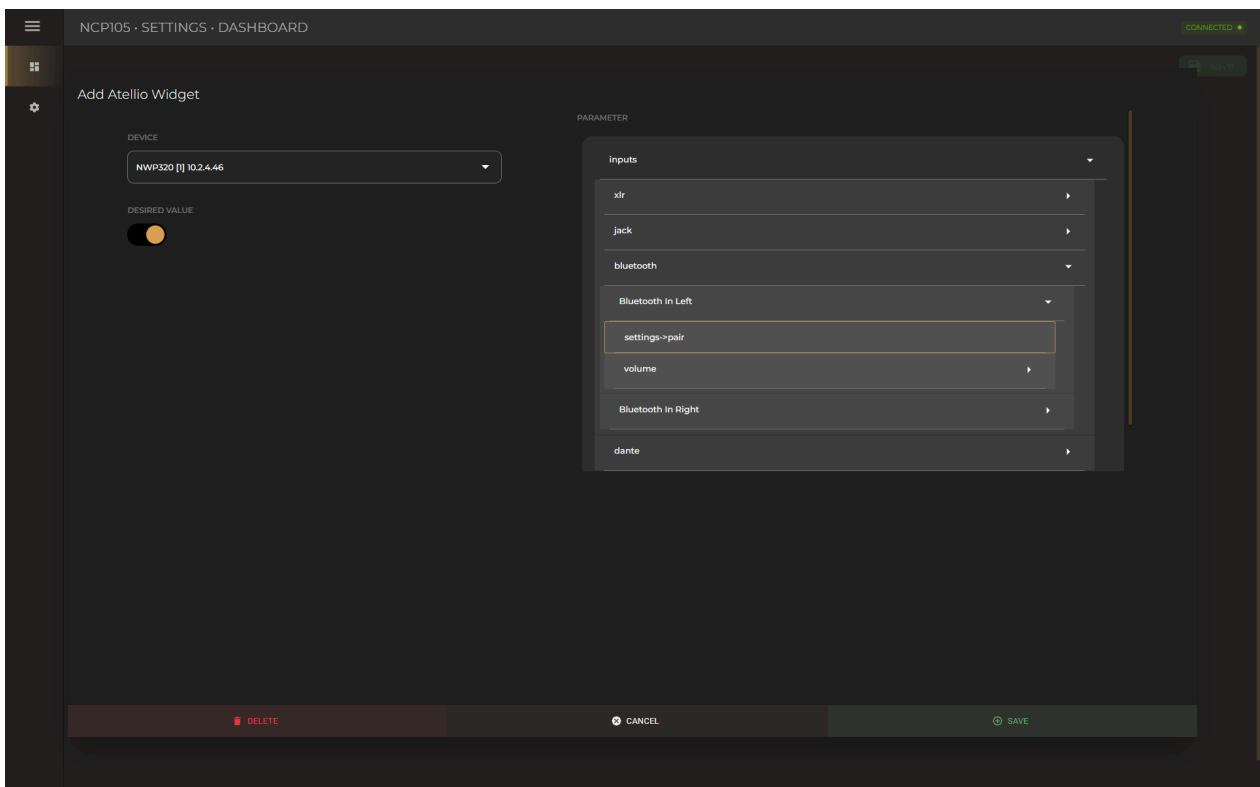 NCP105 • SETTINGS • DASHBOARD
CONNECTED
SAVE
Add Atellio Widget
DEVICE
NWP320 [1] 10.2.4.46
DESIRED VALUE
PARAMETER
inputs
xlr
jack
bluetooth
Bluetooth In Left
settings->pair
volume
Bluetooth In Right
dante
DELETE
CANCEL
SAVE